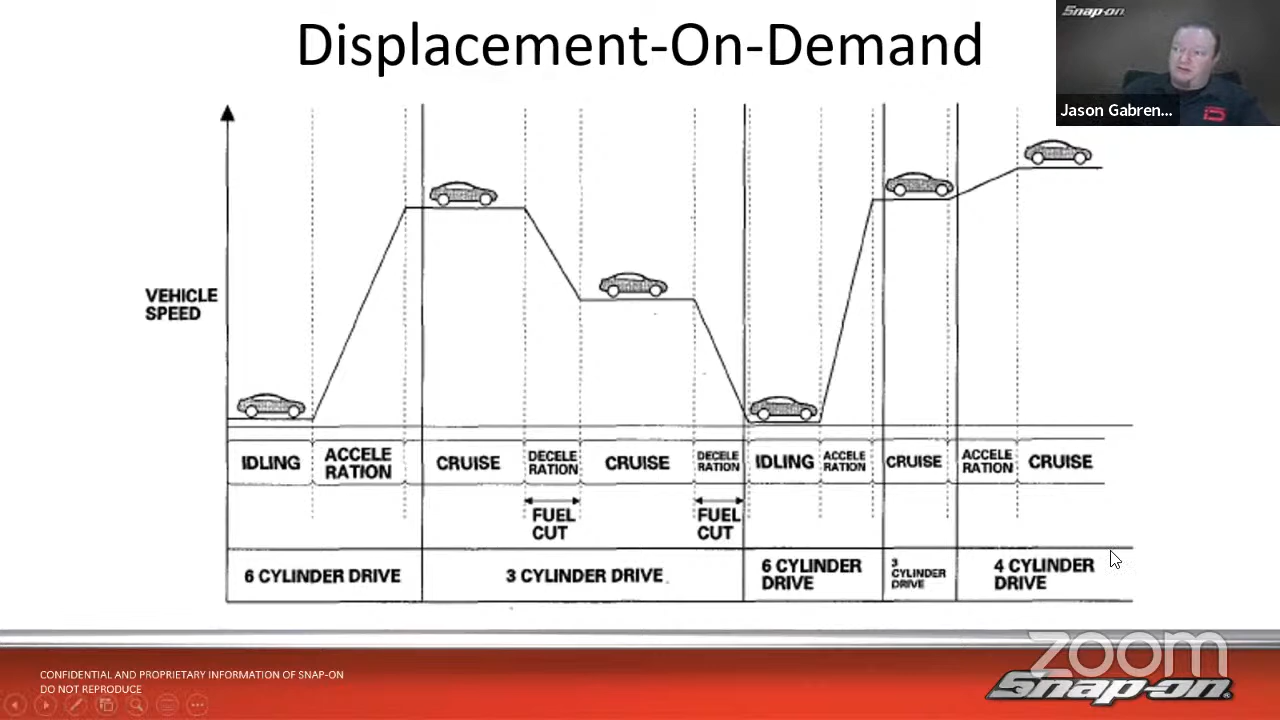 Displacement-On-Demand
Snap-on
Jason Gabren...
VEHICLE
SPEED
IDLING
ACCELE
RATION
CRUISE
DECELE
RATION
CRUISE
DECELE
RATION
IDLING
ACCELE
RATION
CRUISE
ACCELE
RATION
CRUISE
FUEL
CUT
FUEL
CUT
6 CYLINDER DRIVE
3 CYLINDER DRIVE
6 CYLINDER
DRIVE
3
CYLINDER
DRIVE
4 CYLINDER
DRIVE
CONFIDENTIAL AND PROPRIETARY INFORMATION OF SNAP-ON
DO NOT REPRODUCE
zoom
Snap-on